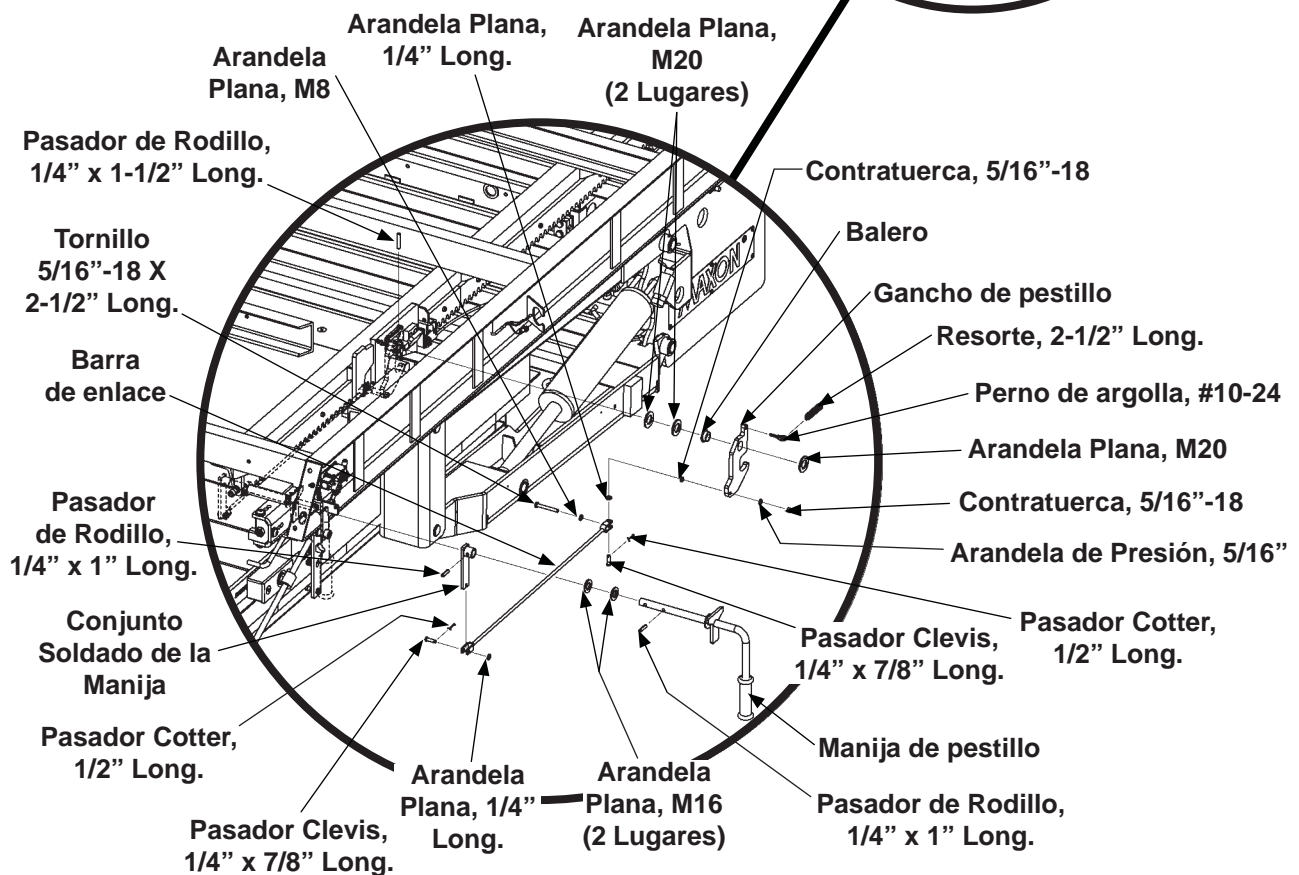 Arandela Plana,
1/4” Long.
Arandela Plana,
M20
(2 Lugares)
Arandela
Plana, M8
Pasador de Rodillo,
1/4” x 1-1/2” Long.
Contratuerca, 5/16”-18
Tornillo
5/16”-18 X
2-1/2” Long.
Balero
MAXON
Gancho de pestillo
Resorte, 2-1/2” Long.
Barra
de enlace
Perno de argolla, #10-24
Arandela Plana, M20
Pasador
de Rodillo,
1/4” x 1” Long.
Contratuerca, 5/16”-18
Arandela de Presión, 5/16”
Conjunto
Soldado de la
Manija
Pasador Clevis,
1/4” x 7/8” Long.
Pasador Cotter,
1/2” Long.
Pasador Cotter,
1/2” Long.
Manija de pestillo
Arandela
Plana, 1/4”
Long.
Arandela
Plana, M16
(2 Lugares)
Pasador de Rodillo,
1/4” x 1” Long.
Pasador Clevis,
1/4” x 7/8” Long.